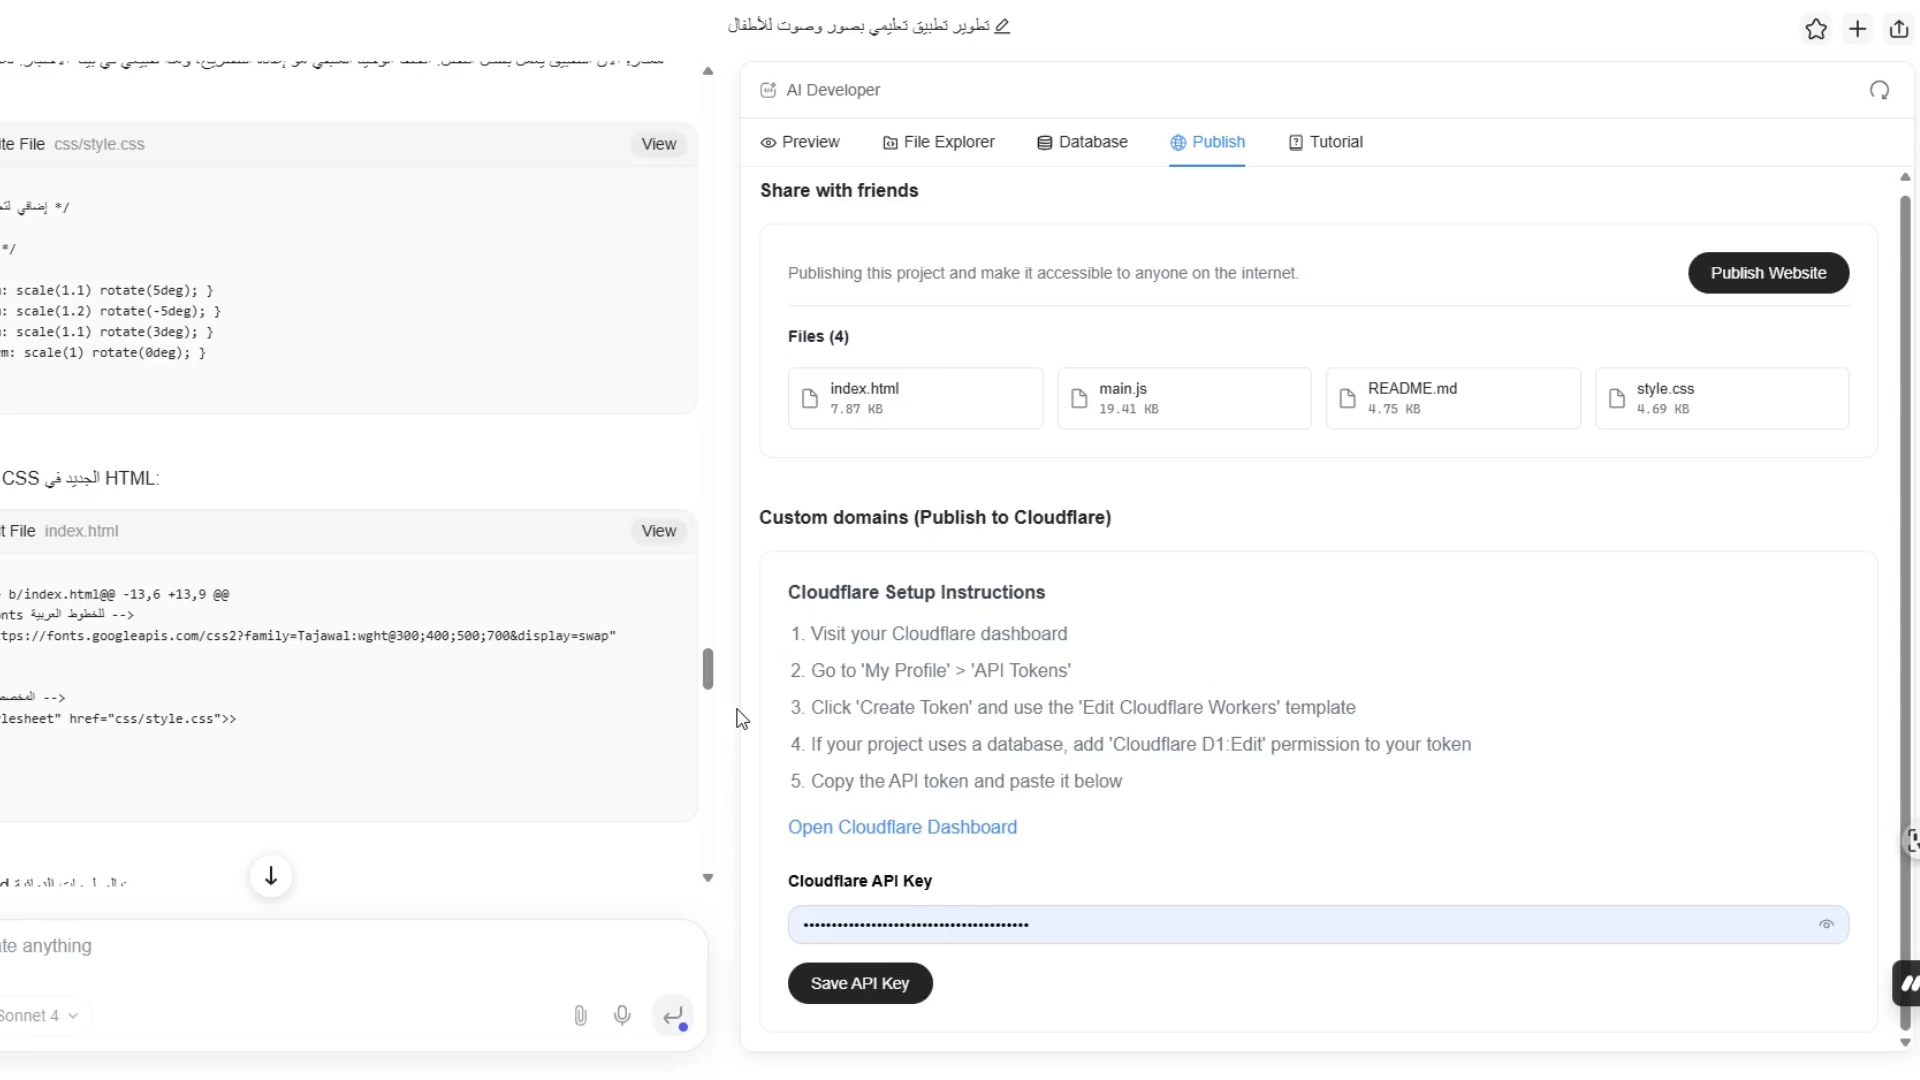 تطوير تطبيق تعليمي بصور وصوت للأطفال
css/style.css
View
*/
: scale(1.1) rotate(5deg); }
: scale(1.2) rotate(-5deg); }
: scale(1.1) rotate(3deg); }
m: scale(1) rotate(0deg); }
CSS الجديد في HTML:
File index.html
View
b/index.html@@ -13,6 +13,9 @@
للخطوط العربية -->
tps://fonts.googleapis.com/css2?family=Tajawal:wght@300;400;500;700&display=swap"
-->
lesheet" href="css/style.css">>
te anything
Sonnet 4
AI Developer
Preview
File Explorer
Database
Publish
Tutorial
Share with friends
Publishing this project and make it accessible to anyone on the internet.
Publish Website
Files (4)
index.html
7.87 KB
main.js
19.41 KB
README.md
4.75 KB
style.css
4.69 KB
Custom domains (Publish to Cloudflare)
Cloudflare Setup Instructions
1. Visit your Cloudflare dashboard
2. Go to 'My Profile' > 'API Tokens'
3. Click 'Create Token' and use the 'Edit Cloudflare Workers' template
4. If your project uses a database, add 'Cloudflare D1:Edit' permission to your token
5. Copy the API token and paste it below
Open Cloudflare Dashboard
Cloudflare API Key
Save API Key